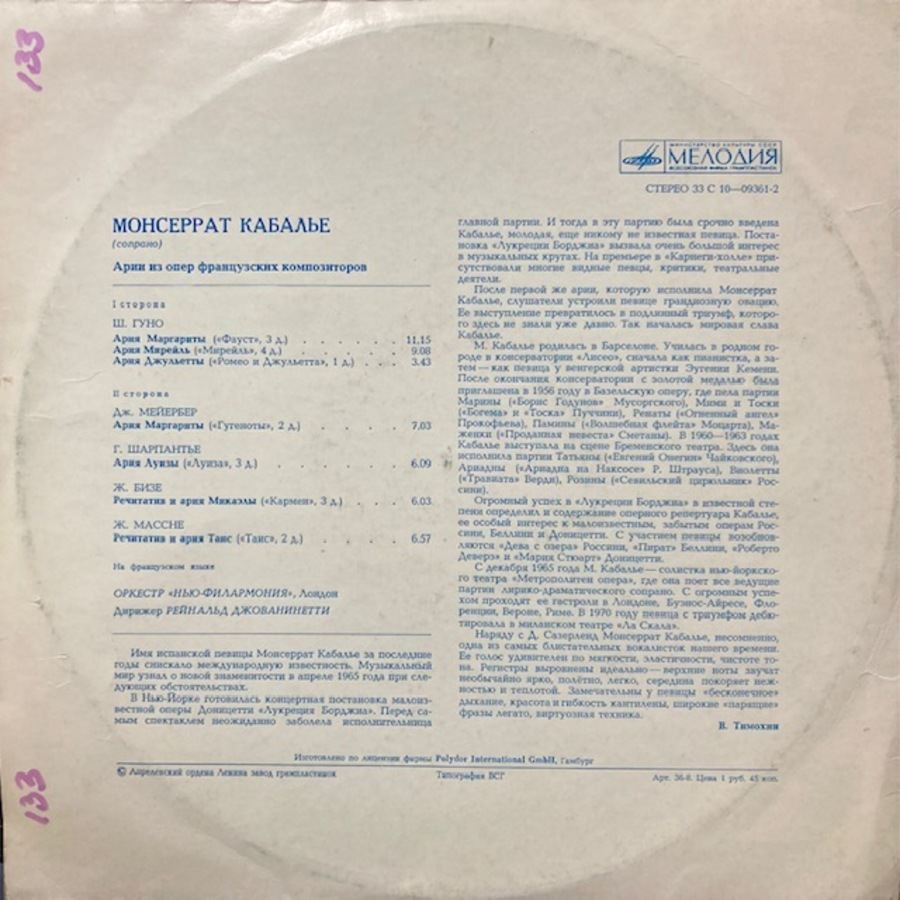 133
МИНИСТЕРСТВО КУЛЬТУРЫ СССР
МЕЛОДИЯ
ВСЕСОЮЗНАЯ ФИРМА ГРАМПЛАСТИНОК
СТЕРЕО 33 С 10—09361-2
МОНСЕРРАТ КАБАЛЬЕ
(сопрано)
Арии из опер французских композиторов
I сторона
Ш. ГУНО
Ария Маргариты («Фауст», 3 д.) . . . . . . 11,15
Ария Мирейль («Мирейль», 4 д.) . . . . . . 9.08
Ария Джульетты («Ромео и Джульетта», 1 д.) . . . 3.43
II сторона
Дж. МЕЙЕРБЕР
Ария Маргариты («Гугеноты», 2 д.) . . . . 7,03
Г. ШАРПАНТЬЕ
Ария Луизы («Луиза», 3 д.) . . . . . 6.09
Ж. БИЗЕ
Речитатив и ария Микаэлы («Кармен», 3 д.) . . . 6.03
Ж. МАССНЕ
Речитатив и ария Таис («Таис», 2 д.) . . . . 6.57
На французском языке
ОРКЕСТР «НЬЮ-ФИЛАРМОНИЯ», Лондон
Дирижер РЕЙНАЛЬД ДЖОВАНИНЕТТИ
Имя испанской певицы Монсеррат Кабалье за последние
годы снискало международную известность. Музыкальный
мир узнал о новой знаменитости в апреле 1965 года при сле-
дующих обстоятельствах.
В Нью-Йорке готовилась концертная постановка малоиз-
вестной оперы Доницетти «Лукреция Борджиа». Перед са-
мым спектаклем неожиданно заболела исполнительница
главной партии. И тогда в эту партию была срочно введена
Кабалье, молодая, еще никому не известная певица. Поста-
новка «Лукреции Борджиа» вызвала очень большой интерес
в музыкальных кругах. На премьере в «Карнеги-холле» при-
сутствовали многие видные певцы, критики, театральные
деятели.
После первой же арии, которую исполнила Монсеррат
Кабалье, слушатели устроили певице грандиозную овацию.
Ее выступление превратилось в подлинный триумф, которо-
го здесь не знали уже давно. Так началась мировая слава
Кабалье.
М. Кабалье родилась в Барселоне. Училась в родном го-
роде в консерватории «Лисео», сначала как пианистка, а за-
тем — как певица у венгерской артистки Эугении Кемени.
После окончания консерватории с золотой медалью была
приглашена в 1956 году в Базельскую оперу, где пела партии
Марины («Борис Годунов» Мусоргского), Мими и Тоски
(«Богема» и «Тоска» Пуччини), Ренаты («Огненный ангел»
Прокофьева), Памины («Волшебная флейта» Моцарта), Ма-
женки («Проданная невеста» Сметаны). В 1960—1963 годах
Кабалье выступала на сцене Бременского театра. Здесь она
исполнила партии Татьяны («Евгений Онегин» Чайковского),
Ариадны («Ариадна на Наксосе» Р. Штрауса), Виолетты
(«Травиата» Верди), Розины («Севильский цирюльник» Рос-
сини).
Огромный успех в «Лукреции Борджиа» в известной сте-
пени определил и содержание оперного репертуара Кабалье,
ее особый интерес к малоизвестным, забытым операм Рос-
сини, Беллини и Доницетти. С участием певицы возобнов-
ляются «Дева с озера» Россини, «Пират» Беллини, «Роберто
Деверэ» и «Мария Стюарт» Доницетти.
С декабря 1965 года М. Кабалье — солистка нью-йоркско-
го театра «Метрополитен опера», где она поет все ведущие
партии лирико-драматического сопрано. С огромным успе-
хом проходят ее гастроли в Лондоне, Буэнос-Айресе, Фло-
ренции, Вероне, Риме. В 1970 году певица с триумфом дебю-
тировала в миланском театре «Ла Скала».
Наряду с Д. Сазерленд Монсеррат Кабалье, несомненно,
одна из самых блистательных вокалисток нашего времени.
Ее голос удивителен по мягкости, эластичности, чистоте то-
на. Регистры выровнены идеально — верхние ноты звучат
необычайно ярко, полётно, легко, середина покоряет неж-
ностью и теплотой. Замечательны у певицы «бесконечное»
дыхание, красота и гибкость кантилены, широкие «парящие»
фразы легато, виртуозная техника.
В. Тимохин
Изготовлено по лицензии фирмы Polydor International GmbH, Гамбург
© Апрелевский ордена Ленина завод грампластинок
Типография ВСГ
Арт. 36-8. Цена 1 руб. 45 коп.
133